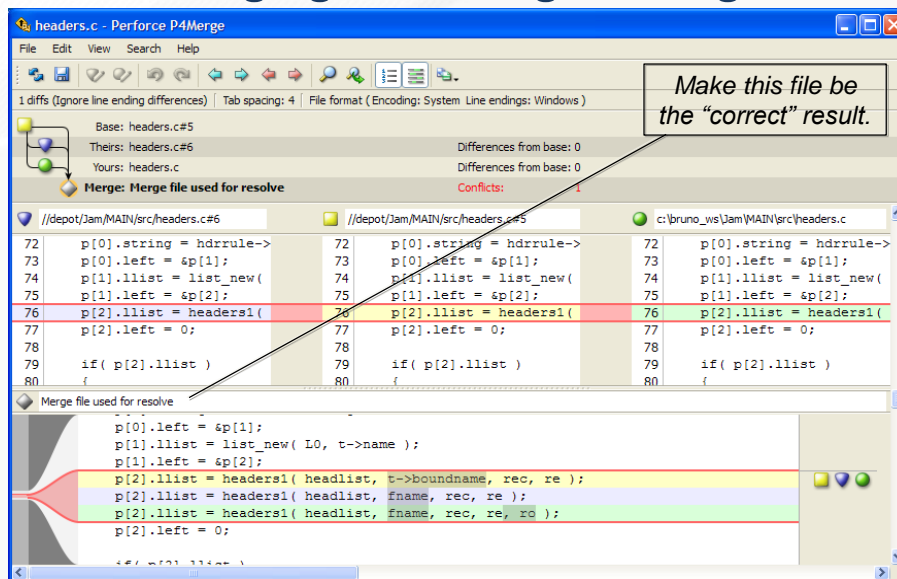 headers.c - Perforce P4Merge
File Edit View Search Help
1 diffs (Ignore line ending differences) Tab spacing: 4 File format ( Encoding: System Line endings: Windows )
Make this file be
the “correct” result.
Base: headers.c#5
Theirs: headers.c#6 Differences from base: 0
Yours: headers.c Differences from base: 0
Merge: Merge file used for resolve Conflicts: 1
//depot/Jam/MAIN/src/headers.c#6 //depot/Jam/MAIN/src/headers.c#5 c:\bruno_ws\Jam\MAIN\src\headers.c
72 p[0].string = hdrrule-> 72 p[0].string = hdrrule-> 72 p[0].string = hdrrule->
73 p[0].left = &p[1]; 73 p[0].left = &p[1]; 73 p[0].left = &p[1];
74 p[1].llist = list_new( 74 p[1].llist = list_new( 74 p[1].llist = list_new(
75 p[1].left = &p[2]; 75 p[1].left = &p[2]; 75 p[1].left = &p[2];
76 p[2].llist = headers1( 76 p[2].llist = headers1( 76 p[2].llist = headers1(
77 p[2].left = 0; 77 p[2].left = 0; 77 p[2].left = 0;
78 78 78
79 if( p[2].llist ) 79 if( p[2].llist ) 79 if( p[2].llist )
80 { 80 { 80 {
Merge file used for resolve
p[0].left = &p[1];
p[1].llist = list_new( L0, t->name );
p[1].left = &p[2];
p[2].llist = headers1( headlist, t->boundname, rec, re );
p[2].llist = headers1( headlist, fname, rec, re );
p[2].llist = headers1( headlist, fname, rec, re, ro );
p[2].left = 0;
if( p[2].llist )